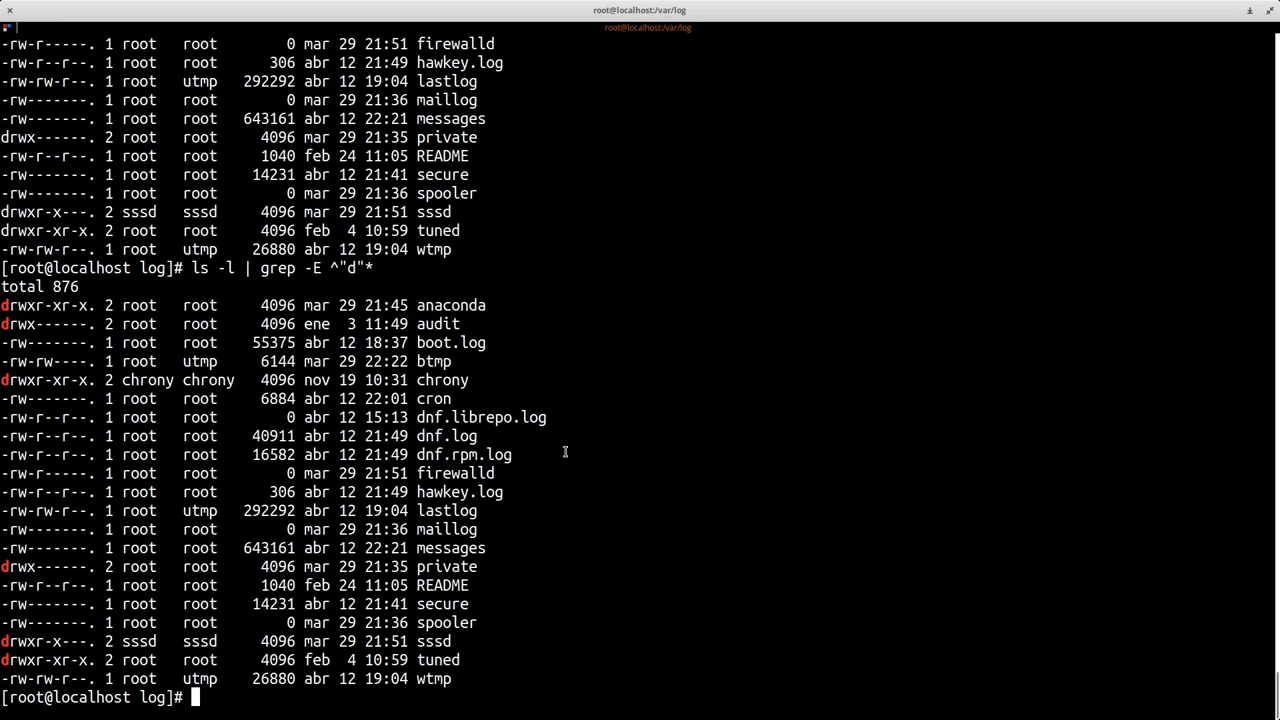 root@localhost:/var/log
root@localhost:/var/log
-rw-r-----. 1 root   root        0 mar 29 21:51 firewalld
-rw-r--r--. 1 root   root      306 abr 12 21:49 hawkey.log
-rw-rw-r--. 1 root   utmp   292292 abr 12 19:04 lastlog
-rw-------. 1 root   root        0 mar 29 21:36 maillog
-rw-------. 1 root   root   643161 abr 12 22:21 messages
drwx------. 2 root   root     4096 mar 29 21:35 private
-rw-r--r--. 1 root   root     1040 feb 24 11:05 README
-rw-------. 1 root   root    14231 abr 12 21:41 secure
-rw-------. 1 root   root        0 mar 29 21:36 spooler
drwxr-x---. 2 sssd   sssd     4096 mar 29 21:51 sssd
drwxr-xr-x. 2 root   root     4096 feb  4 10:59 tuned
-rw-rw-r--. 1 root   utmp    26880 abr 12 19:04 wtmp
[root@localhost log]# ls -l | grep -E ^"d"*
total 876
drwxr-xr-x. 2 root   root     4096 mar 29 21:45 anaconda
drwx------. 2 root   root     4096 ene  3 11:49 audit
-rw-------. 1 root   root    55375 abr 12 18:37 boot.log
-rw-rw----. 1 root   utmp     6144 mar 29 22:22 btmp
drwxr-xr-x. 2 chrony chrony   4096 nov 19 10:31 chrony
-rw-------. 1 root   root     6884 abr 12 22:01 cron
-rw-r--r--. 1 root   root        0 abr 12 15:13 dnf.librepo.log
-rw-r--r--. 1 root   root    40911 abr 12 21:49 dnf.log
-rw-r--r--. 1 root   root    16582 abr 12 21:49 dnf.rpm.log
-rw-r-----. 1 root   root        0 mar 29 21:51 firewalld
-rw-r--r--. 1 root   root      306 abr 12 21:49 hawkey.log
-rw-rw-r--. 1 root   utmp   292292 abr 12 19:04 lastlog
-rw-------. 1 root   root        0 mar 29 21:36 maillog
-rw-------. 1 root   root   643161 abr 12 22:21 messages
drwx------. 2 root   root     4096 mar 29 21:35 private
-rw-r--r--. 1 root   root     1040 feb 24 11:05 README
-rw-------. 1 root   root    14231 abr 12 21:41 secure
-rw-------. 1 root   root        0 mar 29 21:36 spooler
drwxr-x---. 2 sssd   sssd     4096 mar 29 21:51 sssd
drwxr-xr-x. 2 root   root     4096 feb  4 10:59 tuned
-rw-rw-r--. 1 root   utmp    26880 abr 12 19:04 wtmp
[root@localhost log]#